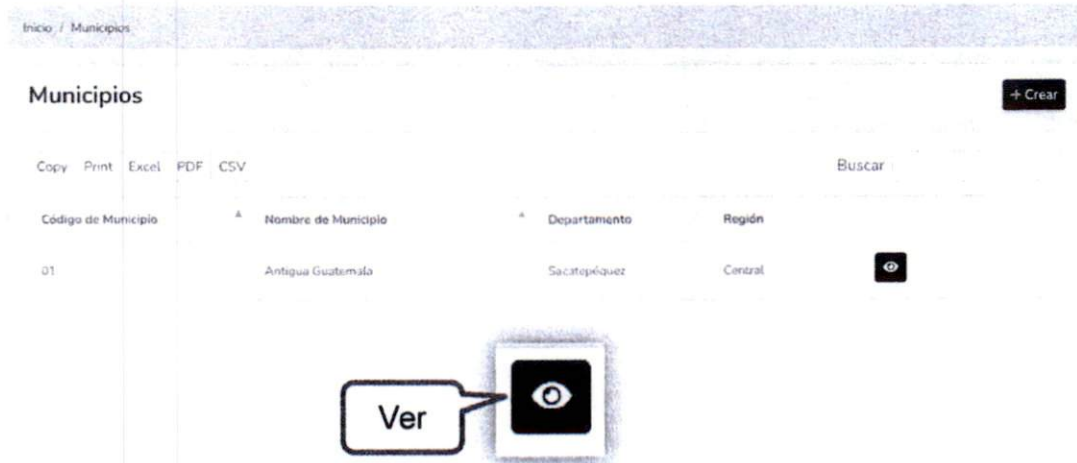 Inicio / Municipios
Municipios
+ Crear
Copy Print Excel PDF CSV
Buscar
Código de Municipio Nombre de Municipio Departamento Región
01 Antigua Guatemala Sacatepéquez Central
Ver